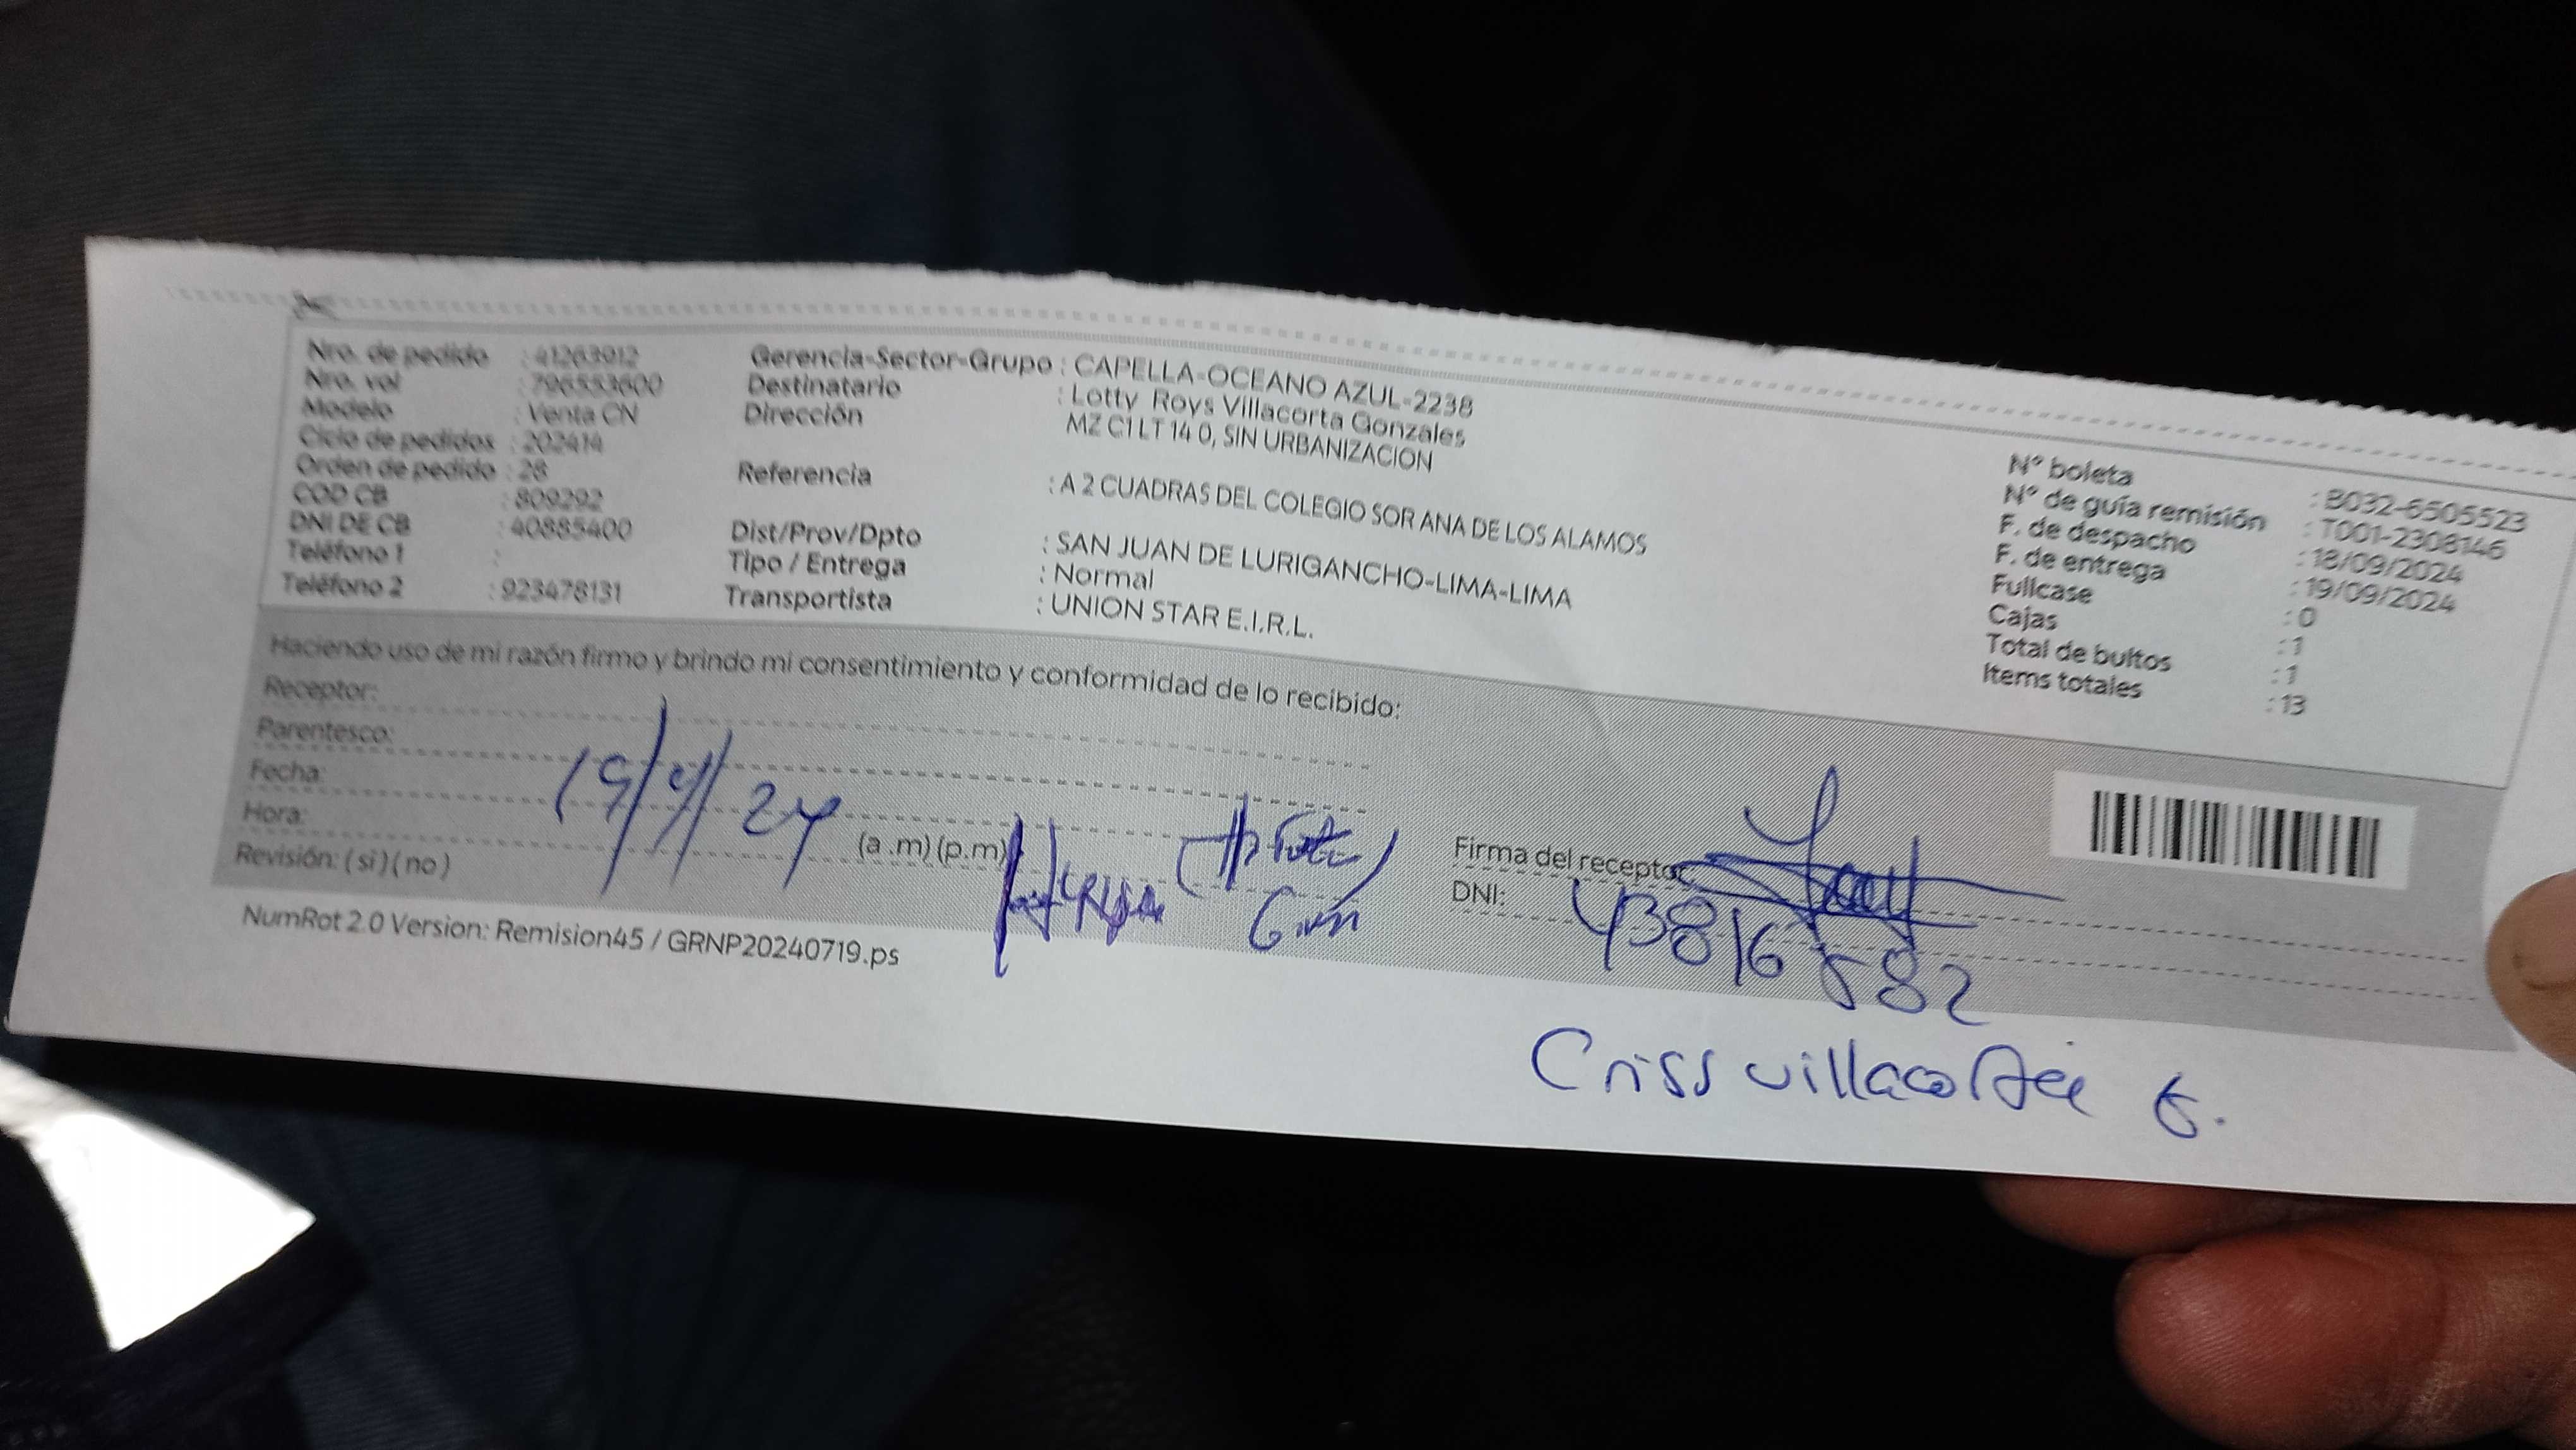 Nro. de pedido : 41263912
Nro. vol : 796553600
Modelo : Venta CN
Ciclo de pedidos : 202414
Orden de pedido : 28
COD CB : 809292
DNI DE CB : 40885400
Teléfono 1 :
Teléfono 2 : 923478131
Gerencia-Sector-Grupo : CAPELLA-OCEANO AZUL-2238
Destinatario : Lotty Roys Villacorta Gonzales
Dirección MZ C1 LT 14 0, SIN URBANIZACION
Referencia : A 2 CUADRAS DEL COLEGIO SOR ANA DE LOS ALAMOS
Dist/Prov/Dpto : SAN JUAN DE LURIGANCHO-LIMA-LIMA
Tipo / Entrega : Normal
Transportista : UNION STAR E.I.R.L.
N° boleta : B032-6505523
N° de guía remisión : T001-2308146
F. de despacho : 18/09/2024
F. de entrega : 19/09/2024
Fullcase : 0
Cajas : 1
Total de bultos : 1
Items totales : 13
Haciendo uso de mi razón firmo y brindo mi consentimiento y conformidad de lo recibido:
Receptor:
Parentesco:
Fecha: 19/9/24
Hora: (a .m) (p.m)
Revisión: ( si ) ( no )
Firma del receptor:
DNI:
NumRot 2.0 Version: Remision45 / GRNP20240719.ps
Criss villacorta G.